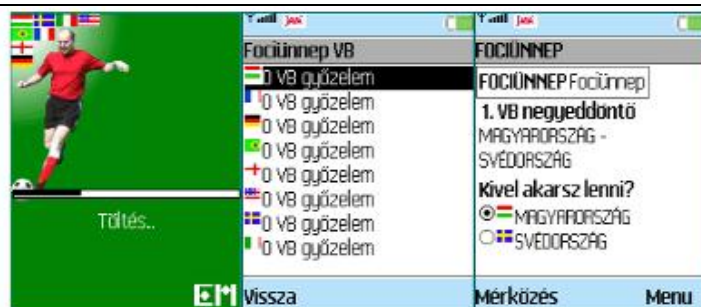 Töltés..
EM
Fociünnep VB
0 VB győzelem
0 VB győzelem
0 VB győzelem
0 VB győzelem
0 VB győzelem
0 VB győzelem
0 VB győzelem
0 VB győzelem
Vissza
FOCIÜNNEP
FOCIÜNNEP Fociünnep
1. VB negyeddöntő
MAGYARORSZÁG -
SVÉDORSZÁG
Kivel akarsz lenni?
MAGYARORSZÁG
SVÉDORSZÁG
Mérkőzés Menu